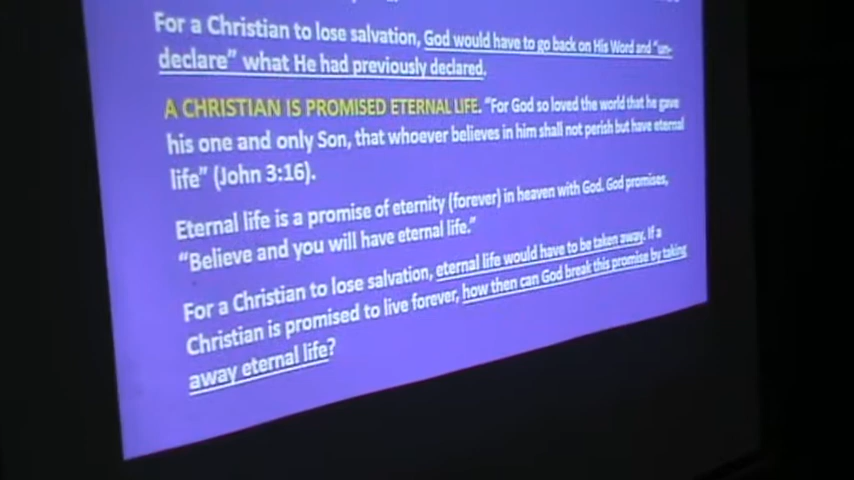 For a Christian to lose salvation, God would have to go back on His Word and "un-
declare" what He had previously declared.
A CHRISTIAN IS PROMISED ETERNAL LIFE. "For God so loved the world that he gave
his one and only Son, that whoever believes in him shall not perish but have eternal
life" (John 3:16).
Eternal life is a promise of eternity (forever) in heaven with God. God promises,
"Believe and you will have eternal life."
For a Christian to lose salvation, eternal life would have to be taken away. If a
Christian is promised to live forever, how then can God break this promise by taking
away eternal life?